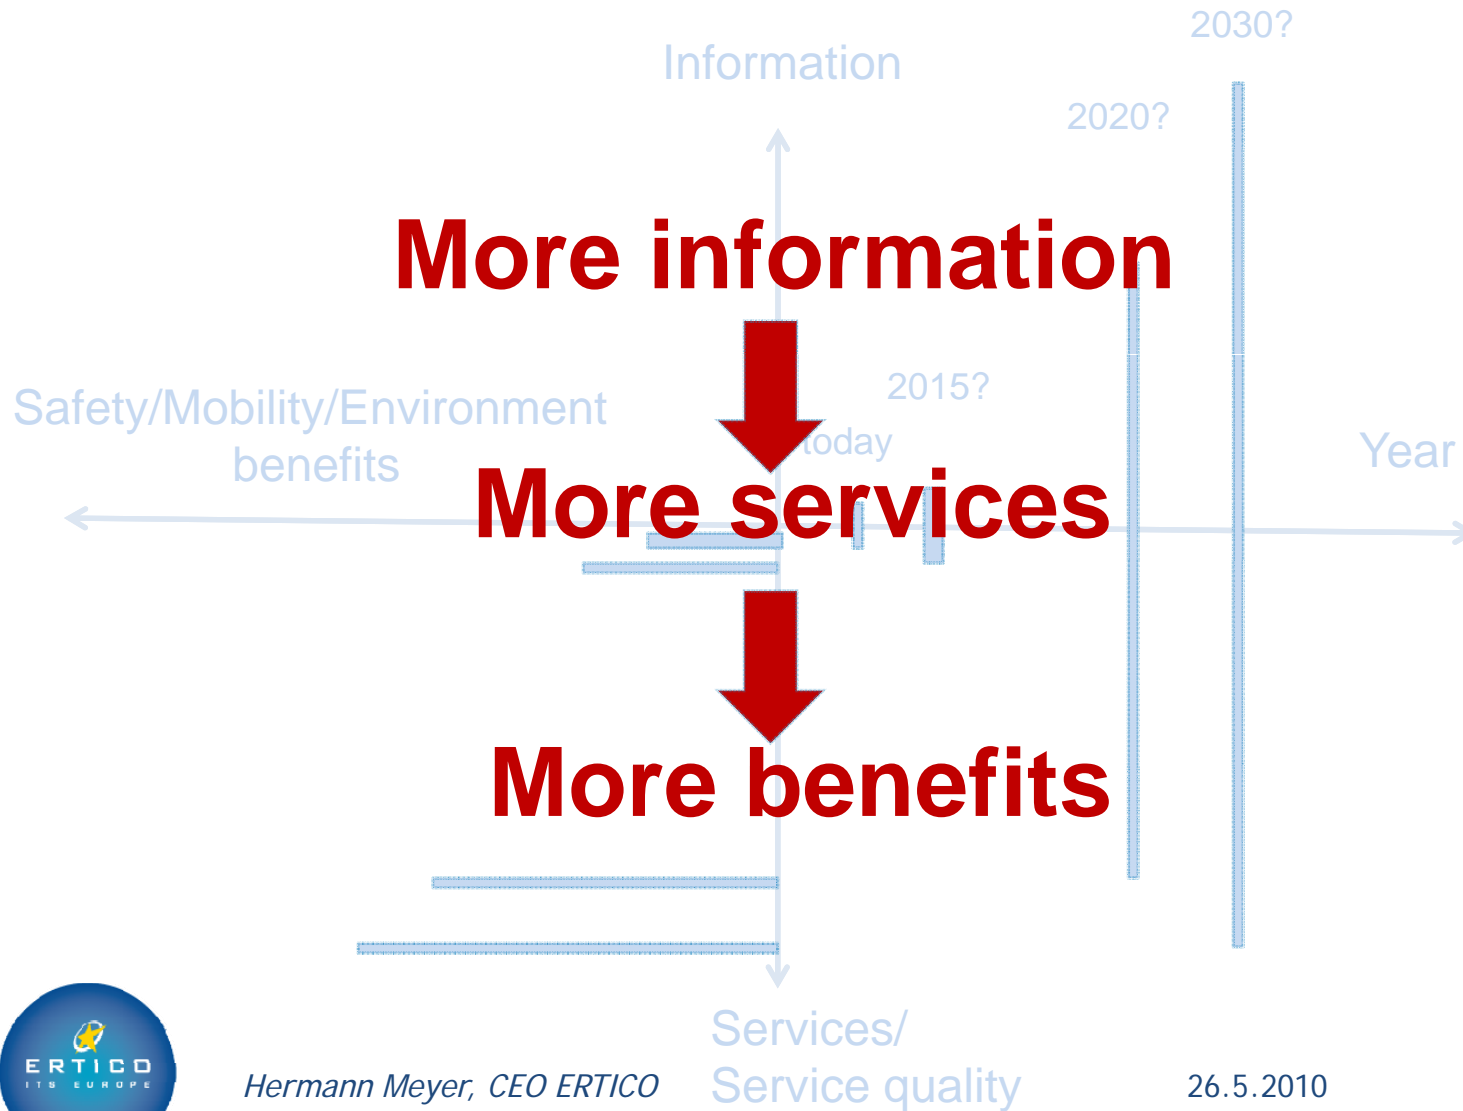 2030?
Information
2020?
More information
2015?
Safety/Mobility/Environment
benefits
today
Year
More services
More benefits
Services/
Service quality
ERTICO
ITS EUROPE
Hermann Meyer, CEO ERTICO
26.5.2010